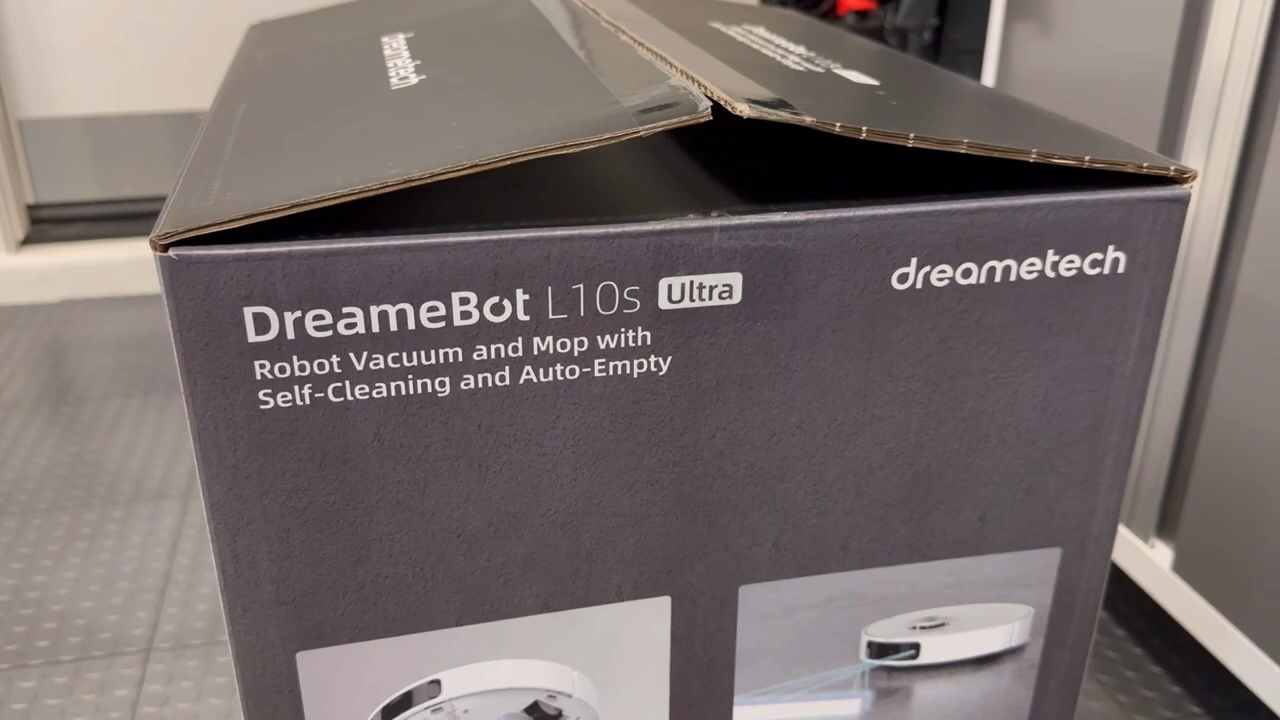 dreametech
DreameBot L10s Ultra
dreametech
Robot Vacuum and Mop with
Self-Cleaning and Auto-Empty